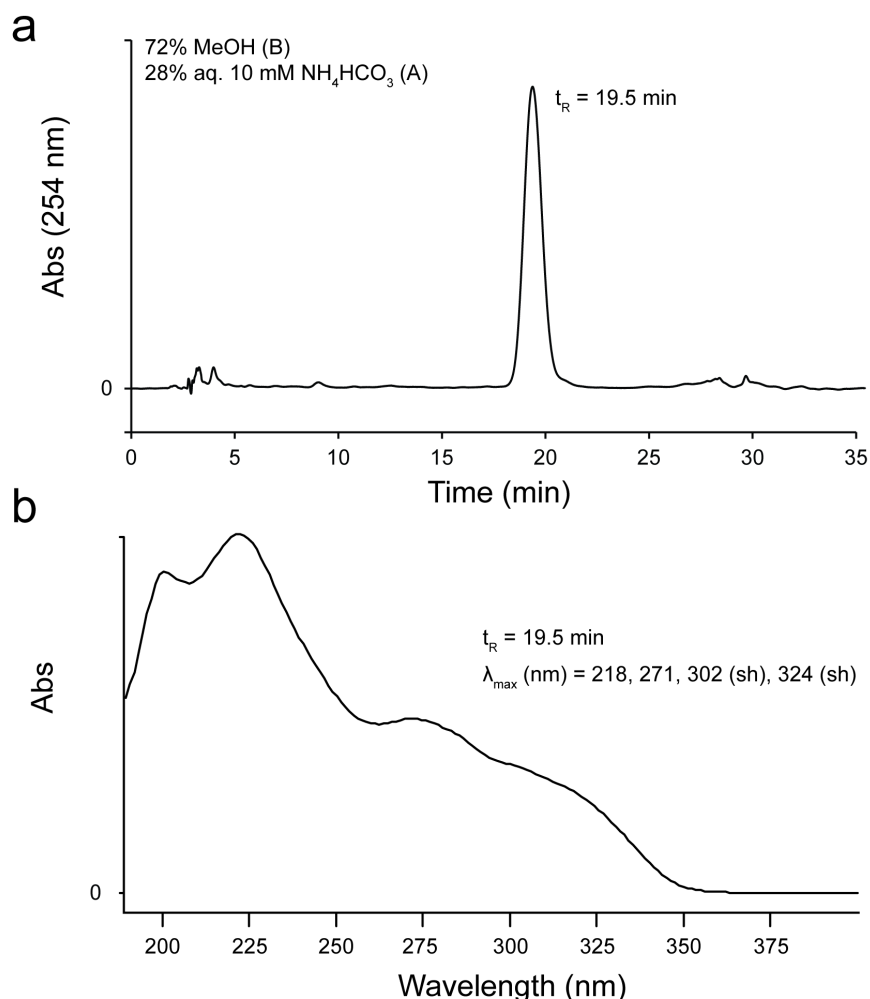 a
72% MeOH (B)
28% aq. 10 mM NH₄HCO₃ (A)
tR = 19.5 min
Abs (254 nm)
0
0 5 10 15 20 25 30 35
Time (min)
b
tR = 19.5 min
λmax (nm) = 218, 271, 302 (sh), 324 (sh)
Abs
0
200 225 250 275 300 325 350 375
Wavelength (nm)